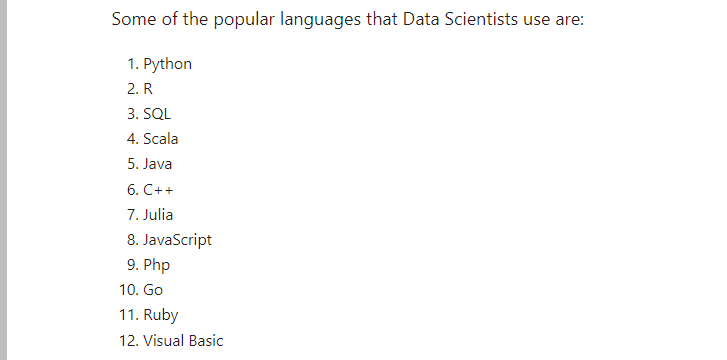 Some of the popular languages that Data Scientists use are:
1. Python
2. R
3. SQL
4. Scala
5. Java
6. C++
7. Julia
8. JavaScript
9. Php
10. Go
11. Ruby
12. Visual Basic